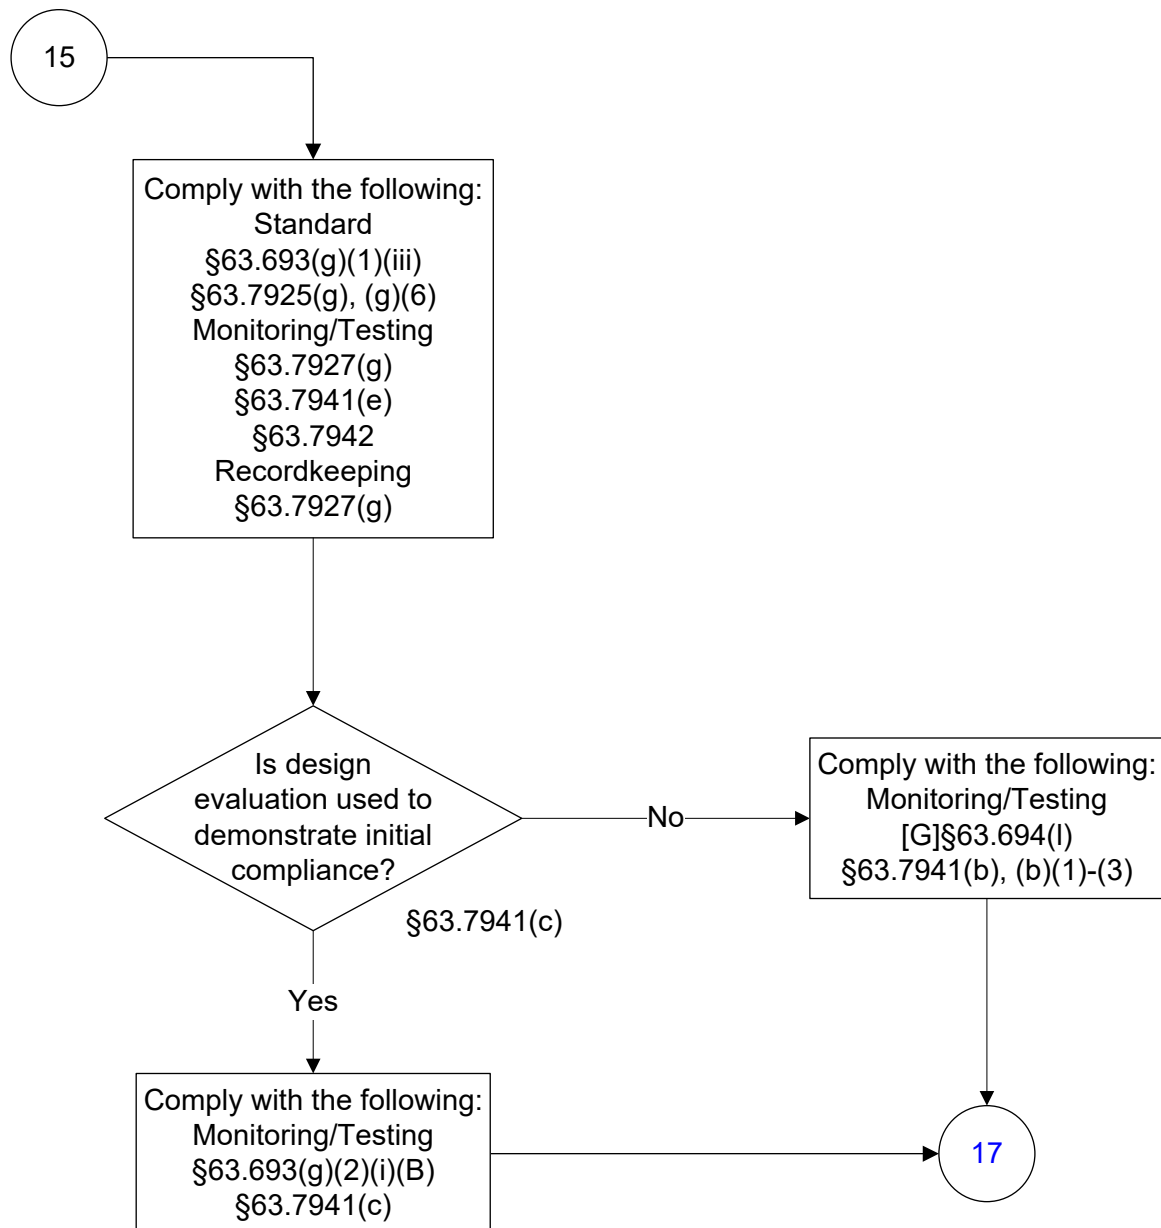 15
Comply with the following:
Standard
§63.693(g)(1)(iii)
§63.7925(g), (g)(6)
Monitoring/Testing
§63.7927(g)
§63.7941(e)
§63.7942
Recordkeeping
§63.7927(g)
Is design
evaluation used to
demonstrate initial
compliance?
§63.7941(c)
No
Comply with the following:
Monitoring/Testing
[G]§63.694(l)
§63.7941(b), (b)(1)-(3)
Yes
Comply with the following:
Monitoring/Testing
§63.693(g)(2)(i)(B)
§63.7941(c)
17